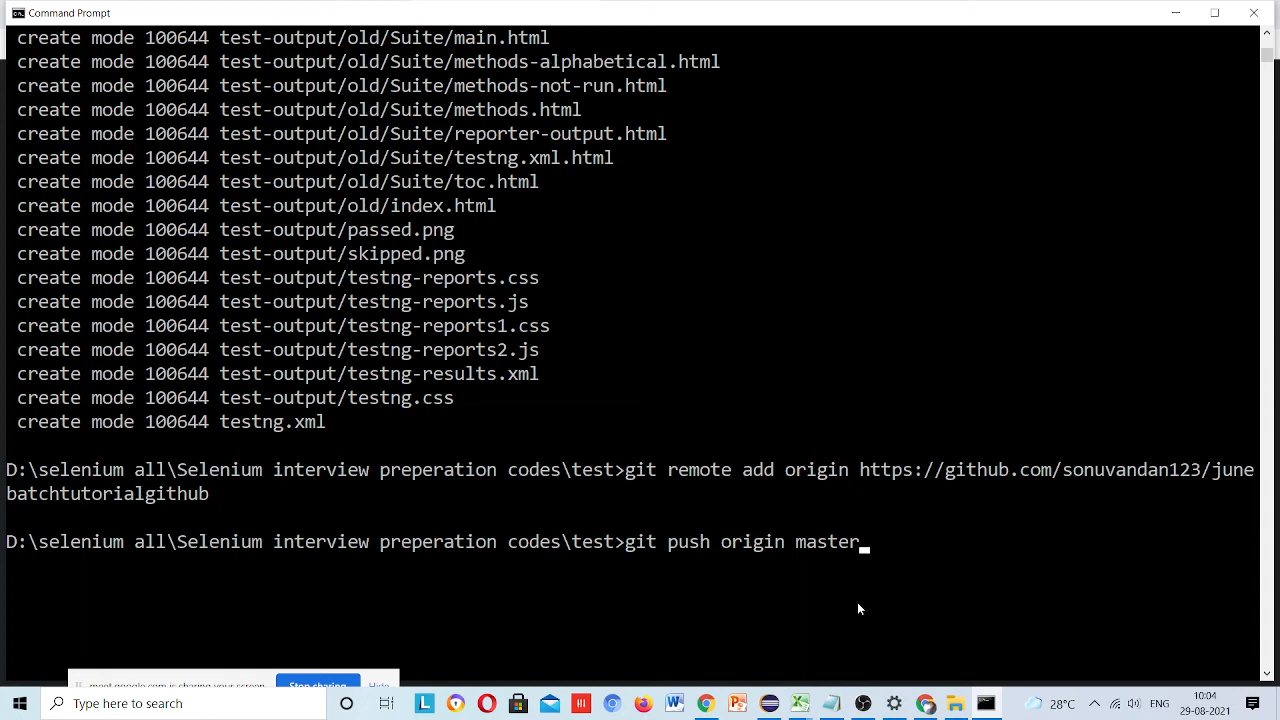 Command Prompt
create mode 100644 test-output/old/Suite/main.html
create mode 100644 test-output/old/Suite/methods-alphabetical.html
create mode 100644 test-output/old/Suite/methods-not-run.html
create mode 100644 test-output/old/Suite/methods.html
create mode 100644 test-output/old/Suite/reporter-output.html
create mode 100644 test-output/old/Suite/testng.xml.html
create mode 100644 test-output/old/Suite/toc.html
create mode 100644 test-output/old/index.html
create mode 100644 test-output/passed.png
create mode 100644 test-output/skipped.png
create mode 100644 test-output/testng-reports.css
create mode 100644 test-output/testng-reports.js
create mode 100644 test-output/testng-reports1.css
create mode 100644 test-output/testng-reports2.js
create mode 100644 test-output/testng-results.xml
create mode 100644 test-output/testng.css
create mode 100644 testng.xml
D:\selenium all\Selenium interview preperation codes\test>git remote add origin https://github.com/sonuvandan123/june
batchtutorialgithub
D:\selenium all\Selenium interview preperation codes\test>git push origin master
meet.google.com is sharing your screen. Stop sharing Hide
Type here to search
28°C
ENG
10:04
29-08-2021